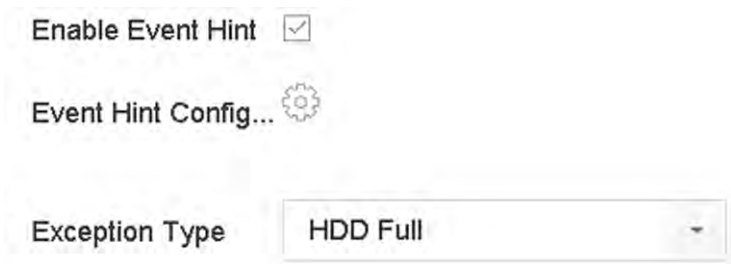 Enable Event Hint
Event Hint Config...
Exception Type HDD Full